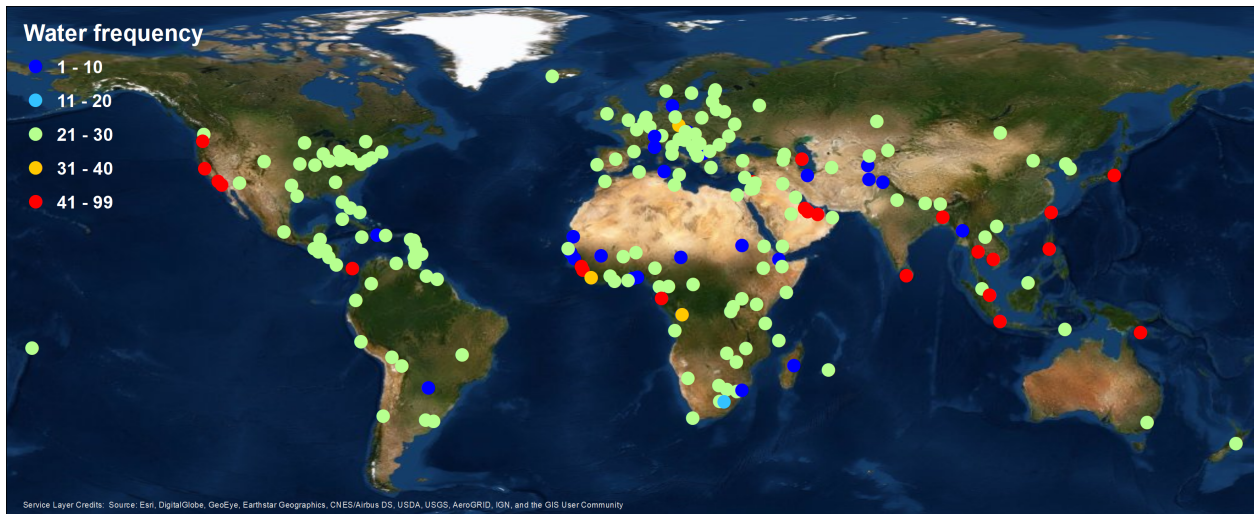 Water frequency
1 - 10
11 - 20
21 - 30
31 - 40
41 - 99
Service Layer Credits: Source: Esri, DigitalGlobe, GeoEye, Earthstar Geographics, CNES/Airbus DS, USDA, USGS, AeroGRID, IGN, and the GIS User Community